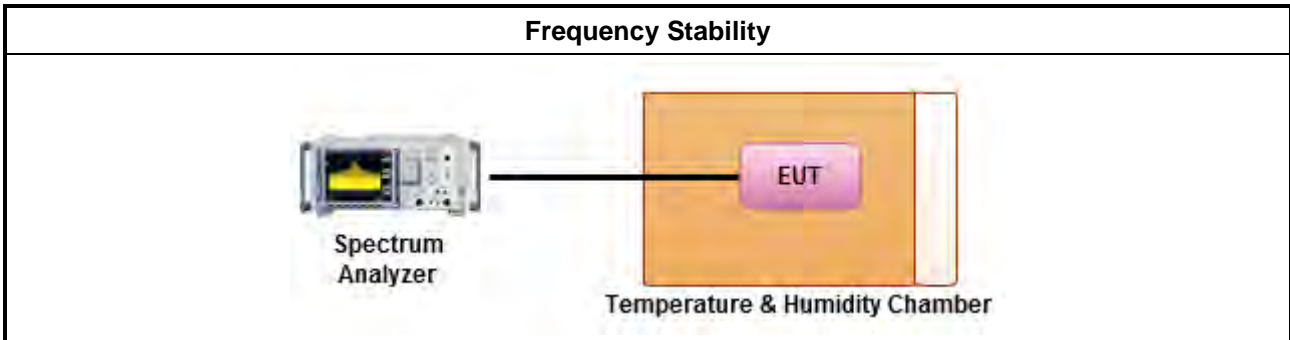 Frequency Stability
EUT
Spectrum
Analyzer
Temperature & Humidity Chamber